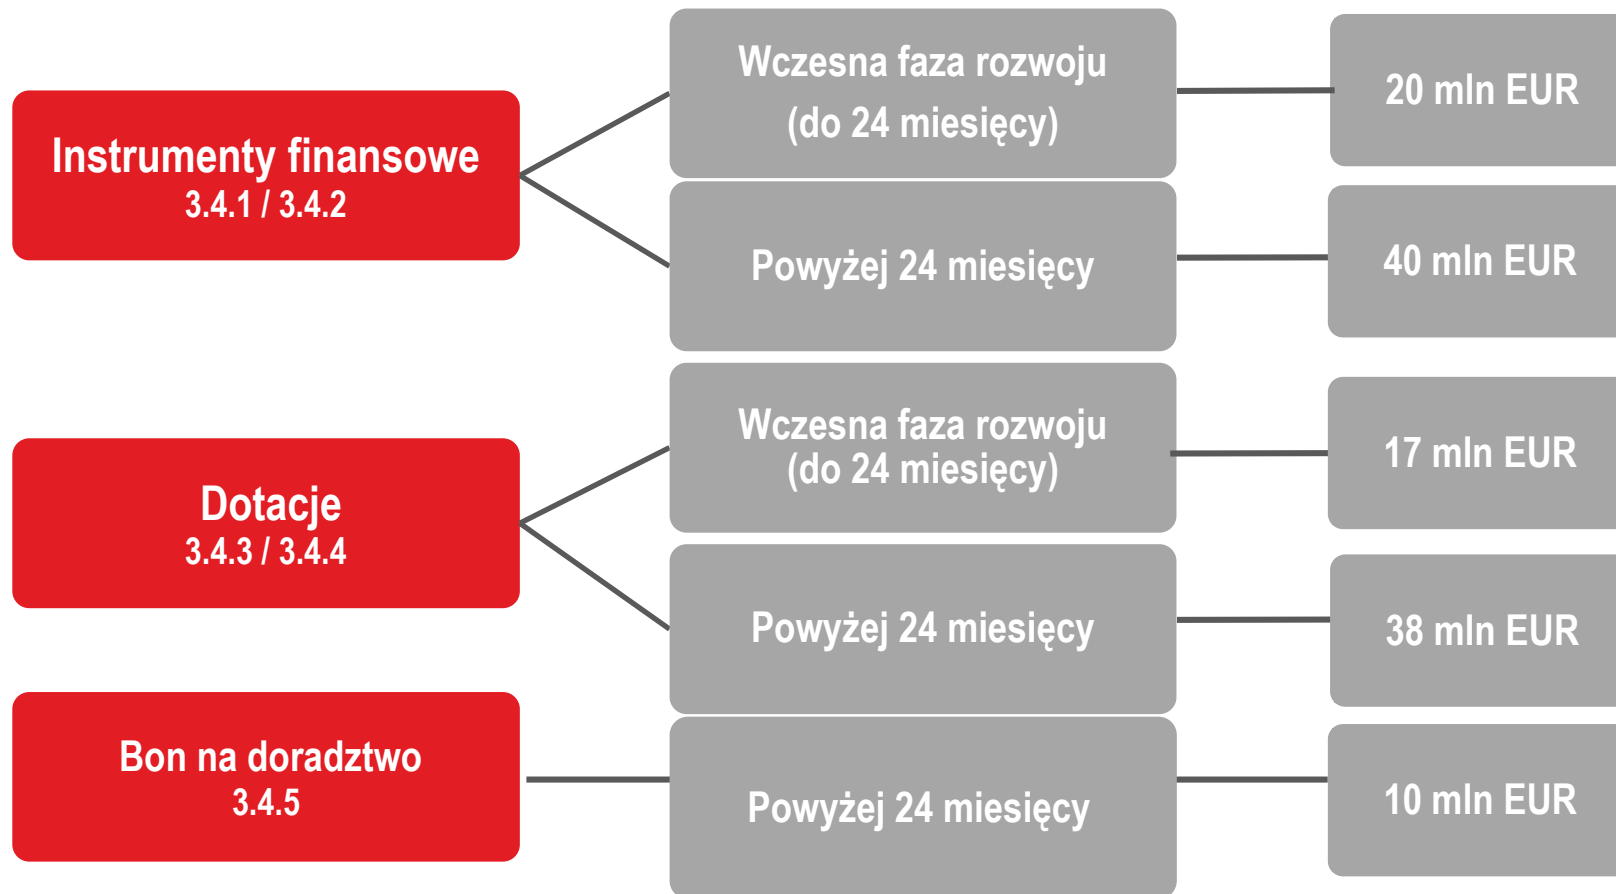 Instrumenty finansowe
3.4.1 / 3.4.2
Wczesna faza rozwoju
(do 24 miesięcy)
20 mln EUR
Powyżej 24 miesięcy
40 mln EUR
Dotacje
3.4.3 / 3.4.4
Wczesna faza rozwoju
(do 24 miesięcy)
17 mln EUR
Powyżej 24 miesięcy
38 mln EUR
Bon na doradztwo
3.4.5
Powyżej 24 miesięcy
10 mln EUR